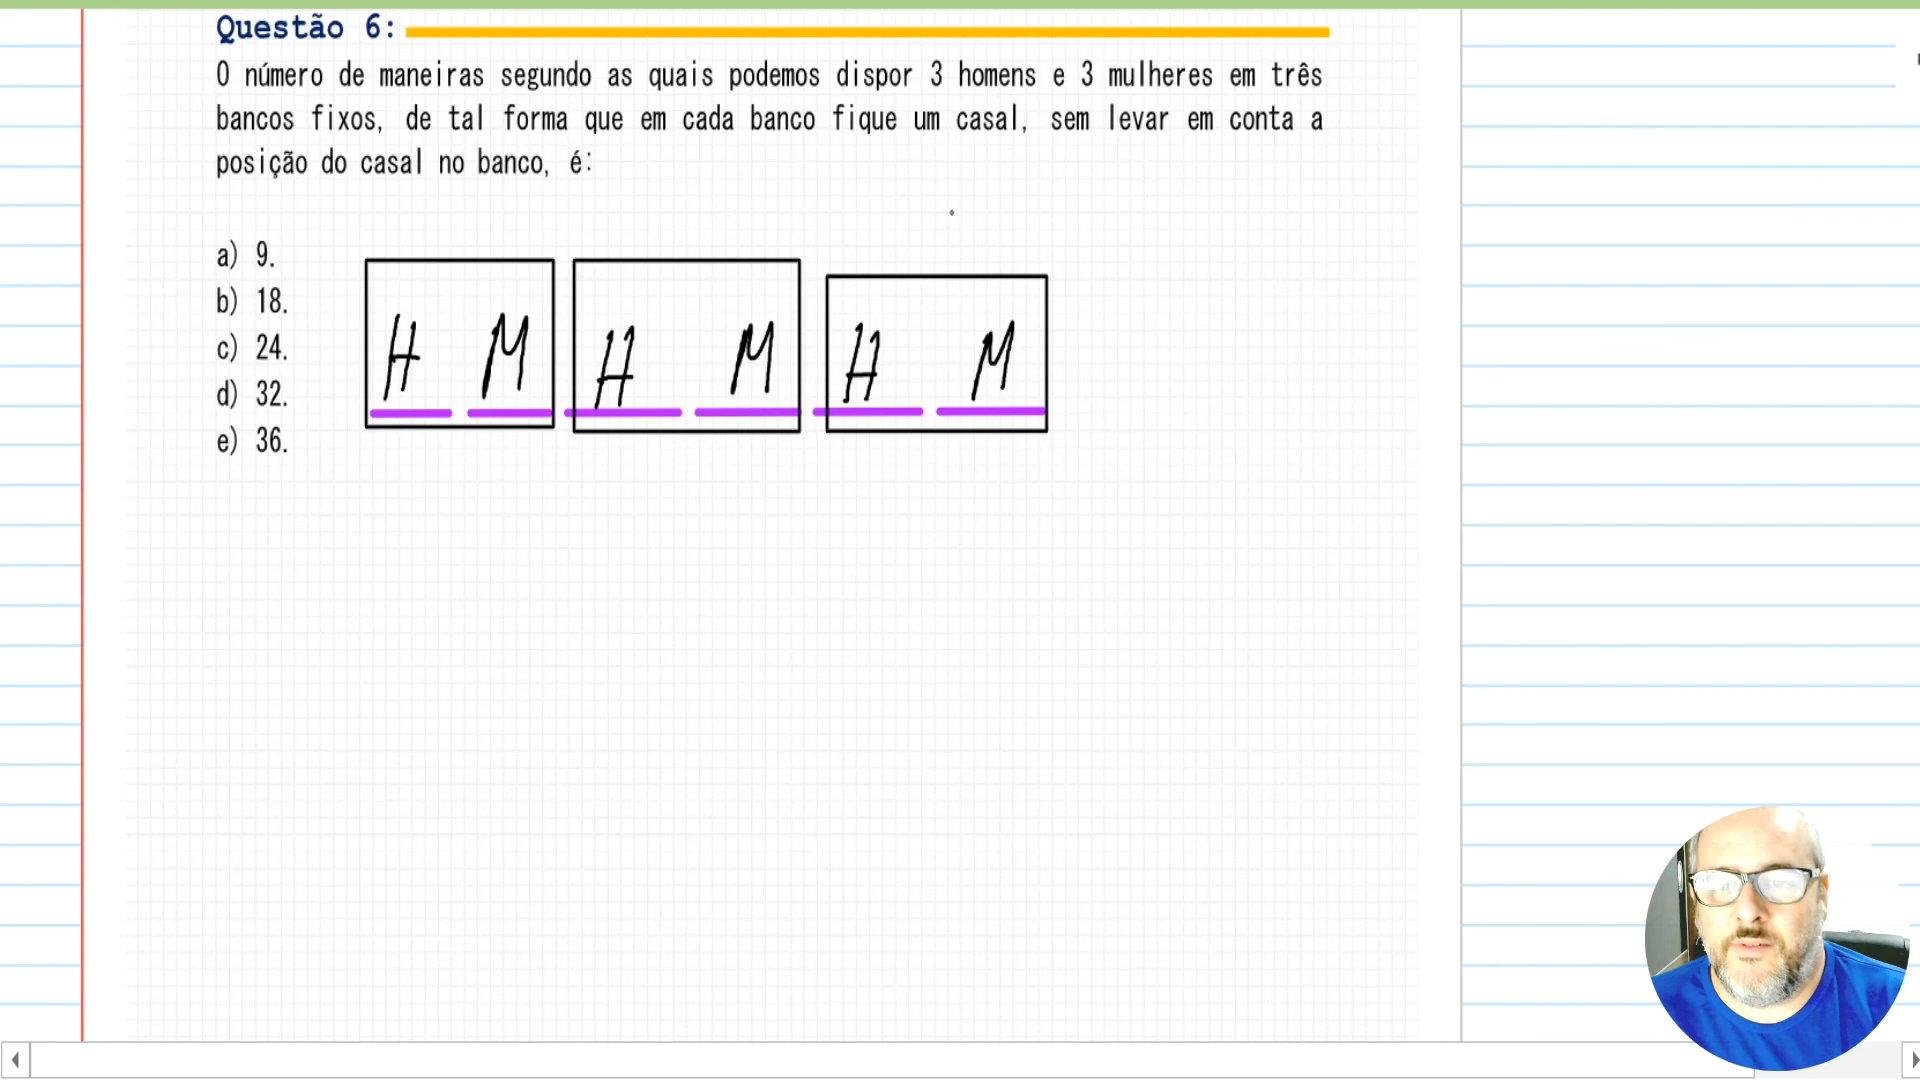 Questão 6:
O número de maneiras segundo as quais podemos dispor 3 homens e 3 mulheres em três
bancos fixos, de tal forma que em cada banco fique um casal, sem levar em conta a
posição do casal no banco, é:
a) 9.
b) 18.
c) 24.
d) 32.
e) 36.
H M H M H M